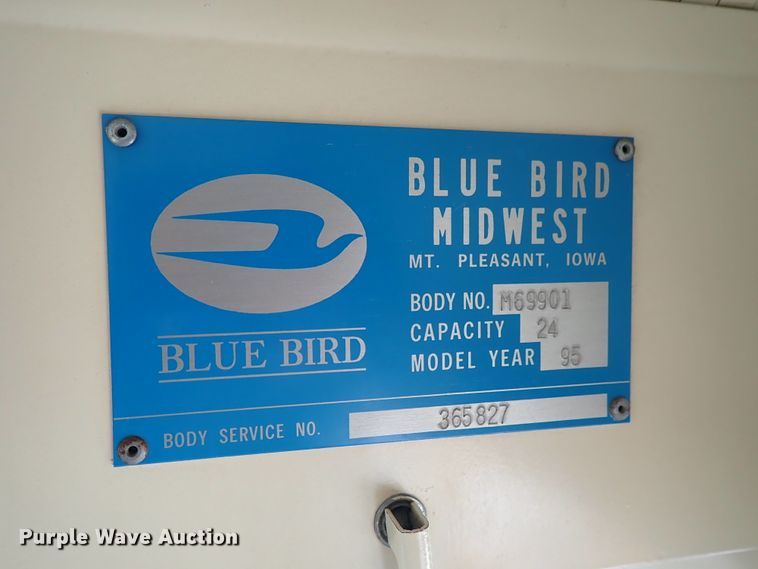 BLUE BIRD
MIDWEST
MT. PLEASANT, IOWA
BODY NO. M69901
CAPACITY 24
MODEL YEAR 95
BLUE BIRD
BODY SERVICE NO. 365827
Purple Wave Auction